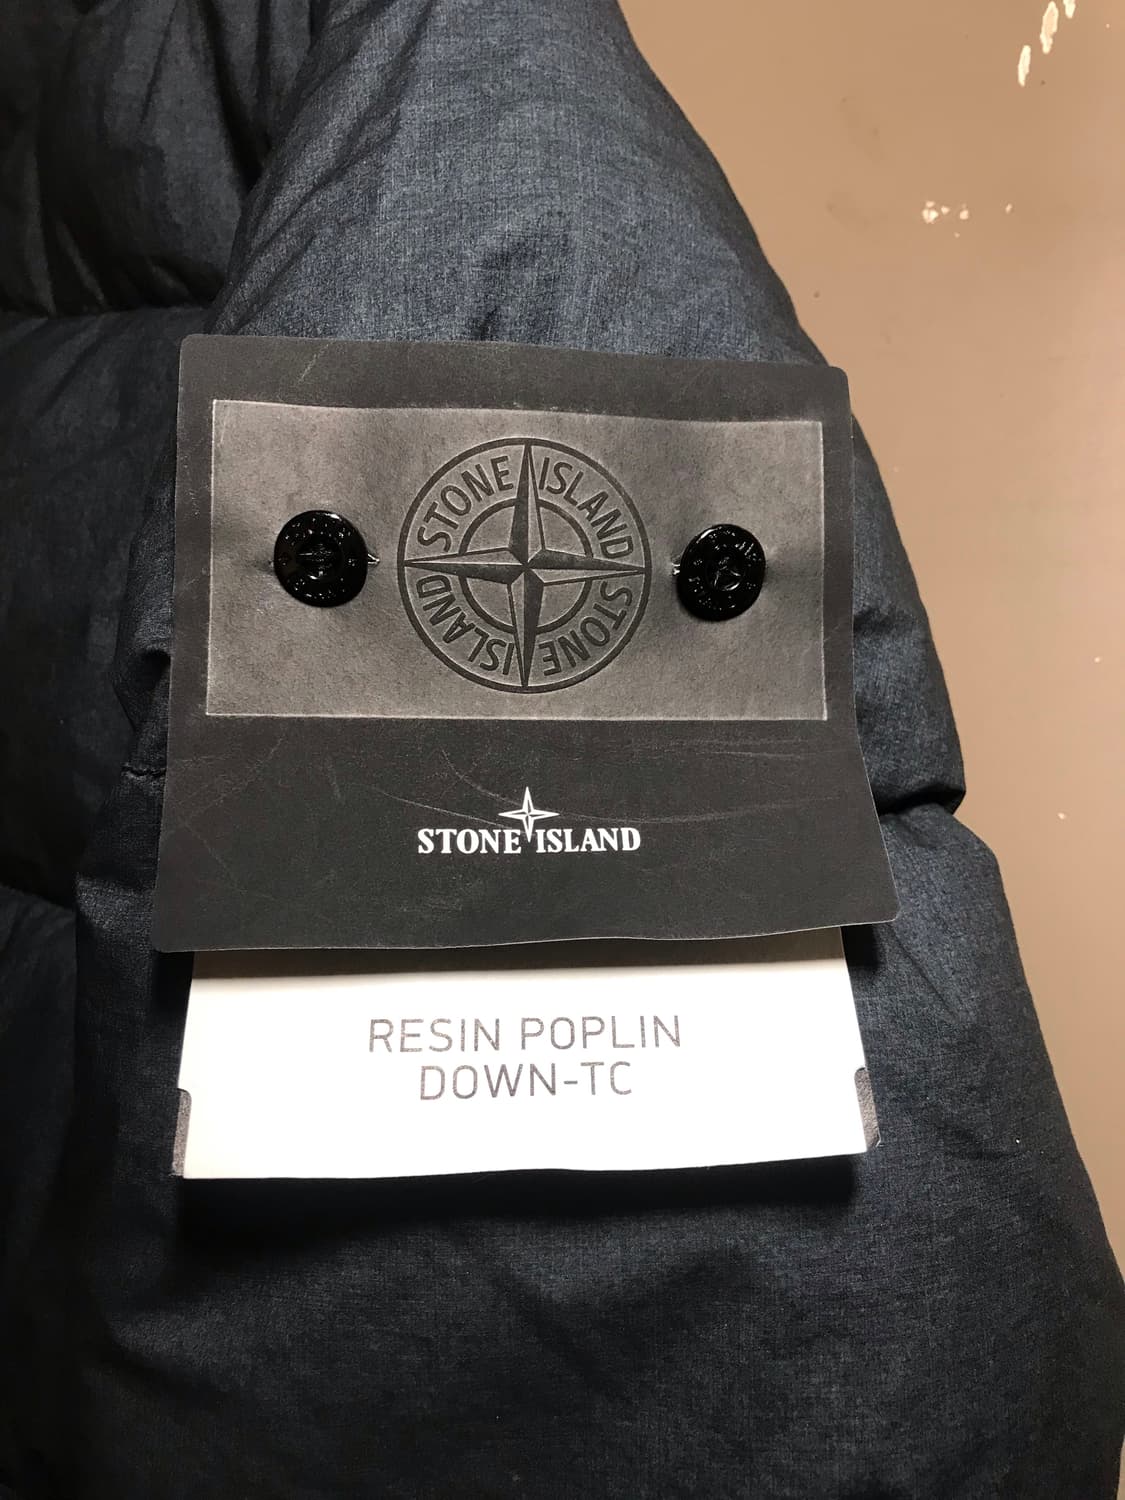 STONE ISLAND STONE ISLAND
STONE ISLAND
RESIN POPLIN
DOWN-TC